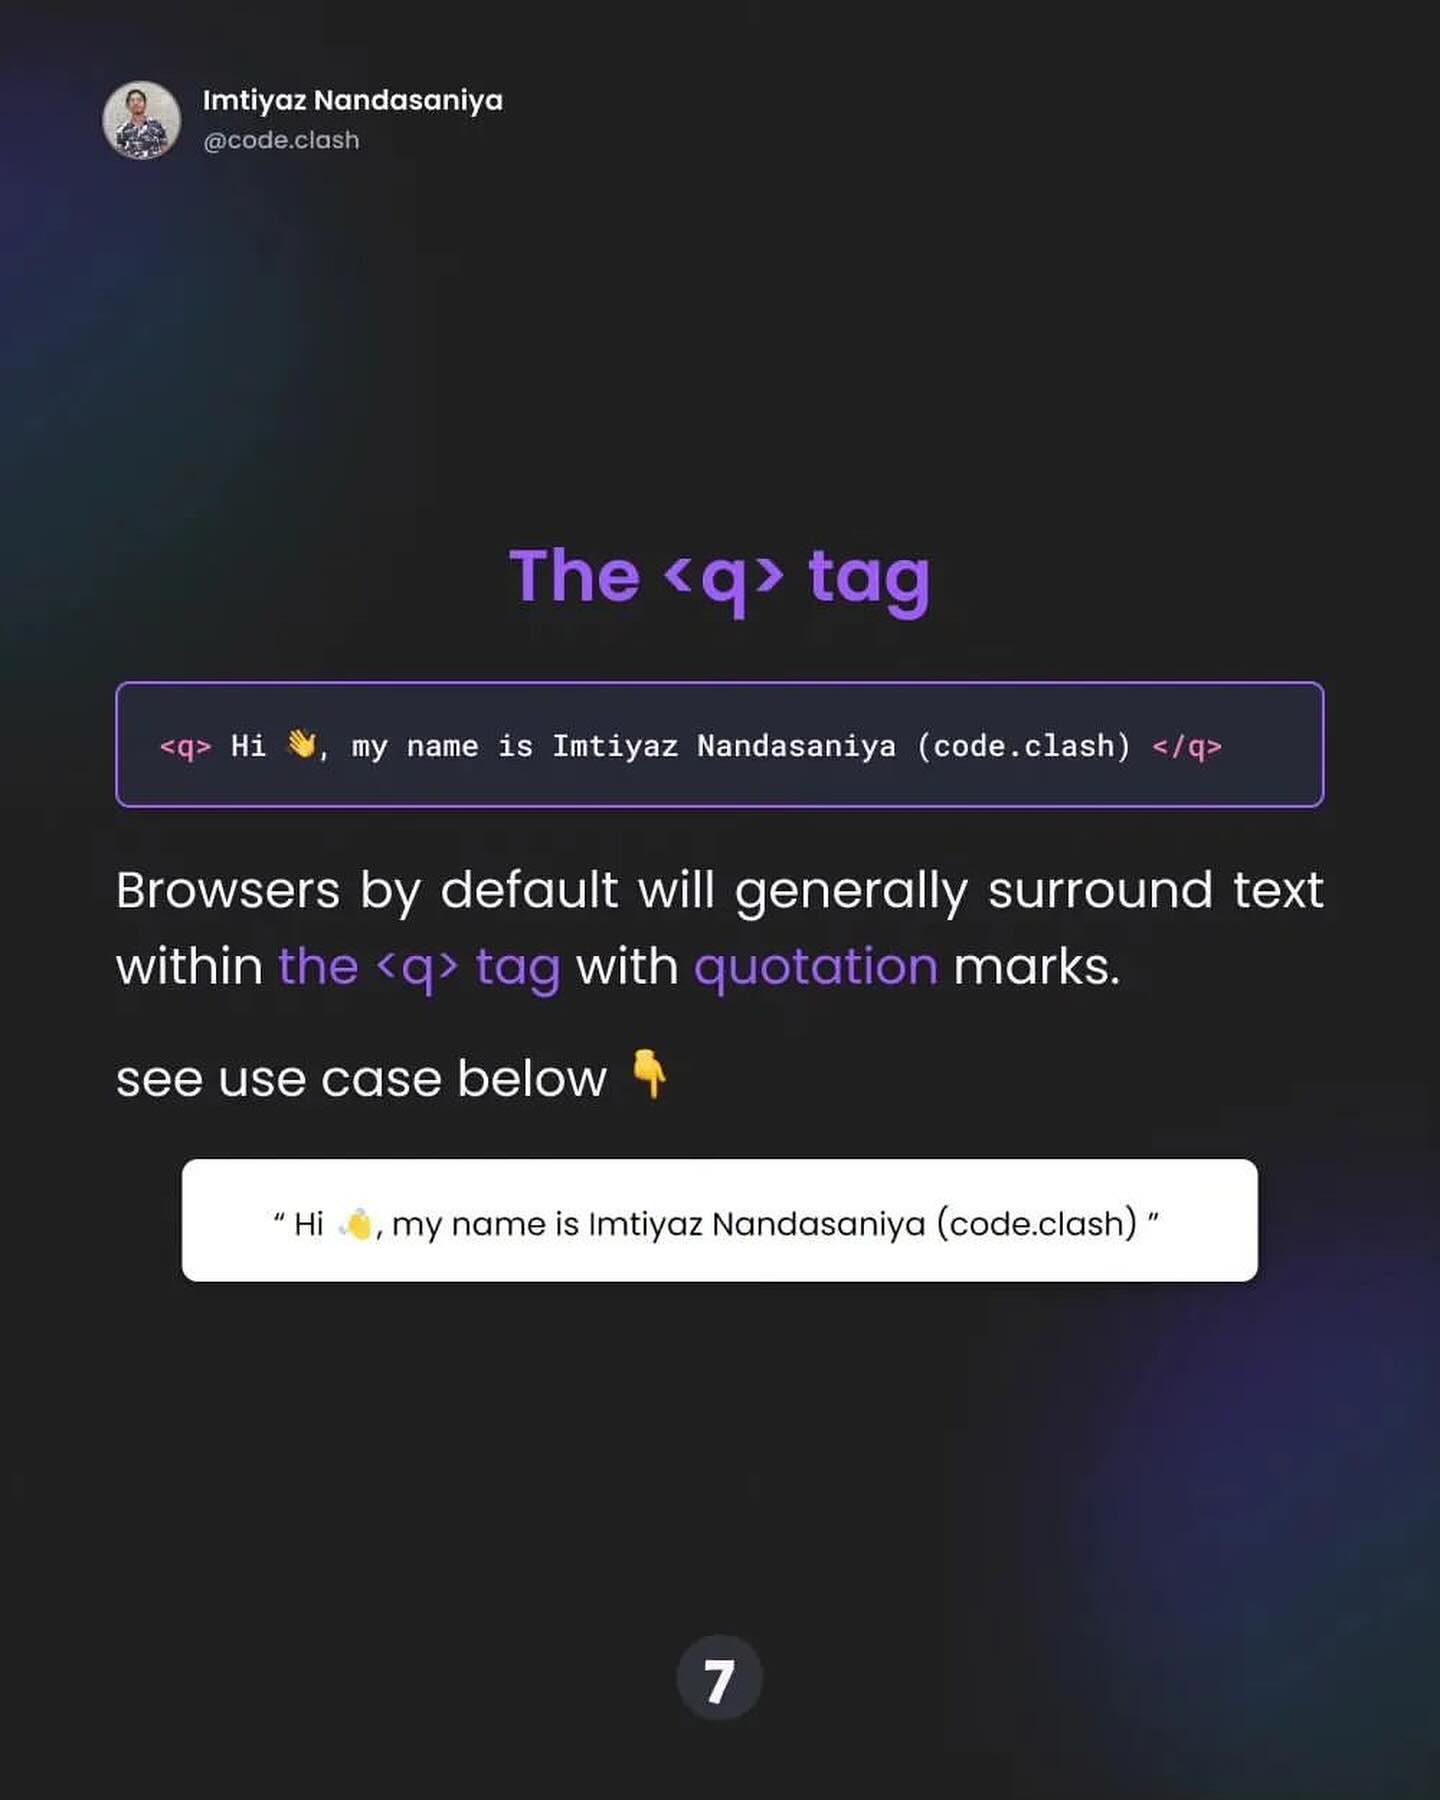 Imtiyaz Nandasaniya
@code.clash
The <q> tag
<q> Hi 👋, my name is Imtiyaz Nandasaniya (code.clash) </q>
Browsers by default will generally surround text
within the <q> tag with quotation marks.
see use case below 👇
“ Hi 👋, my name is Imtiyaz Nandasaniya (code.clash) ”
7